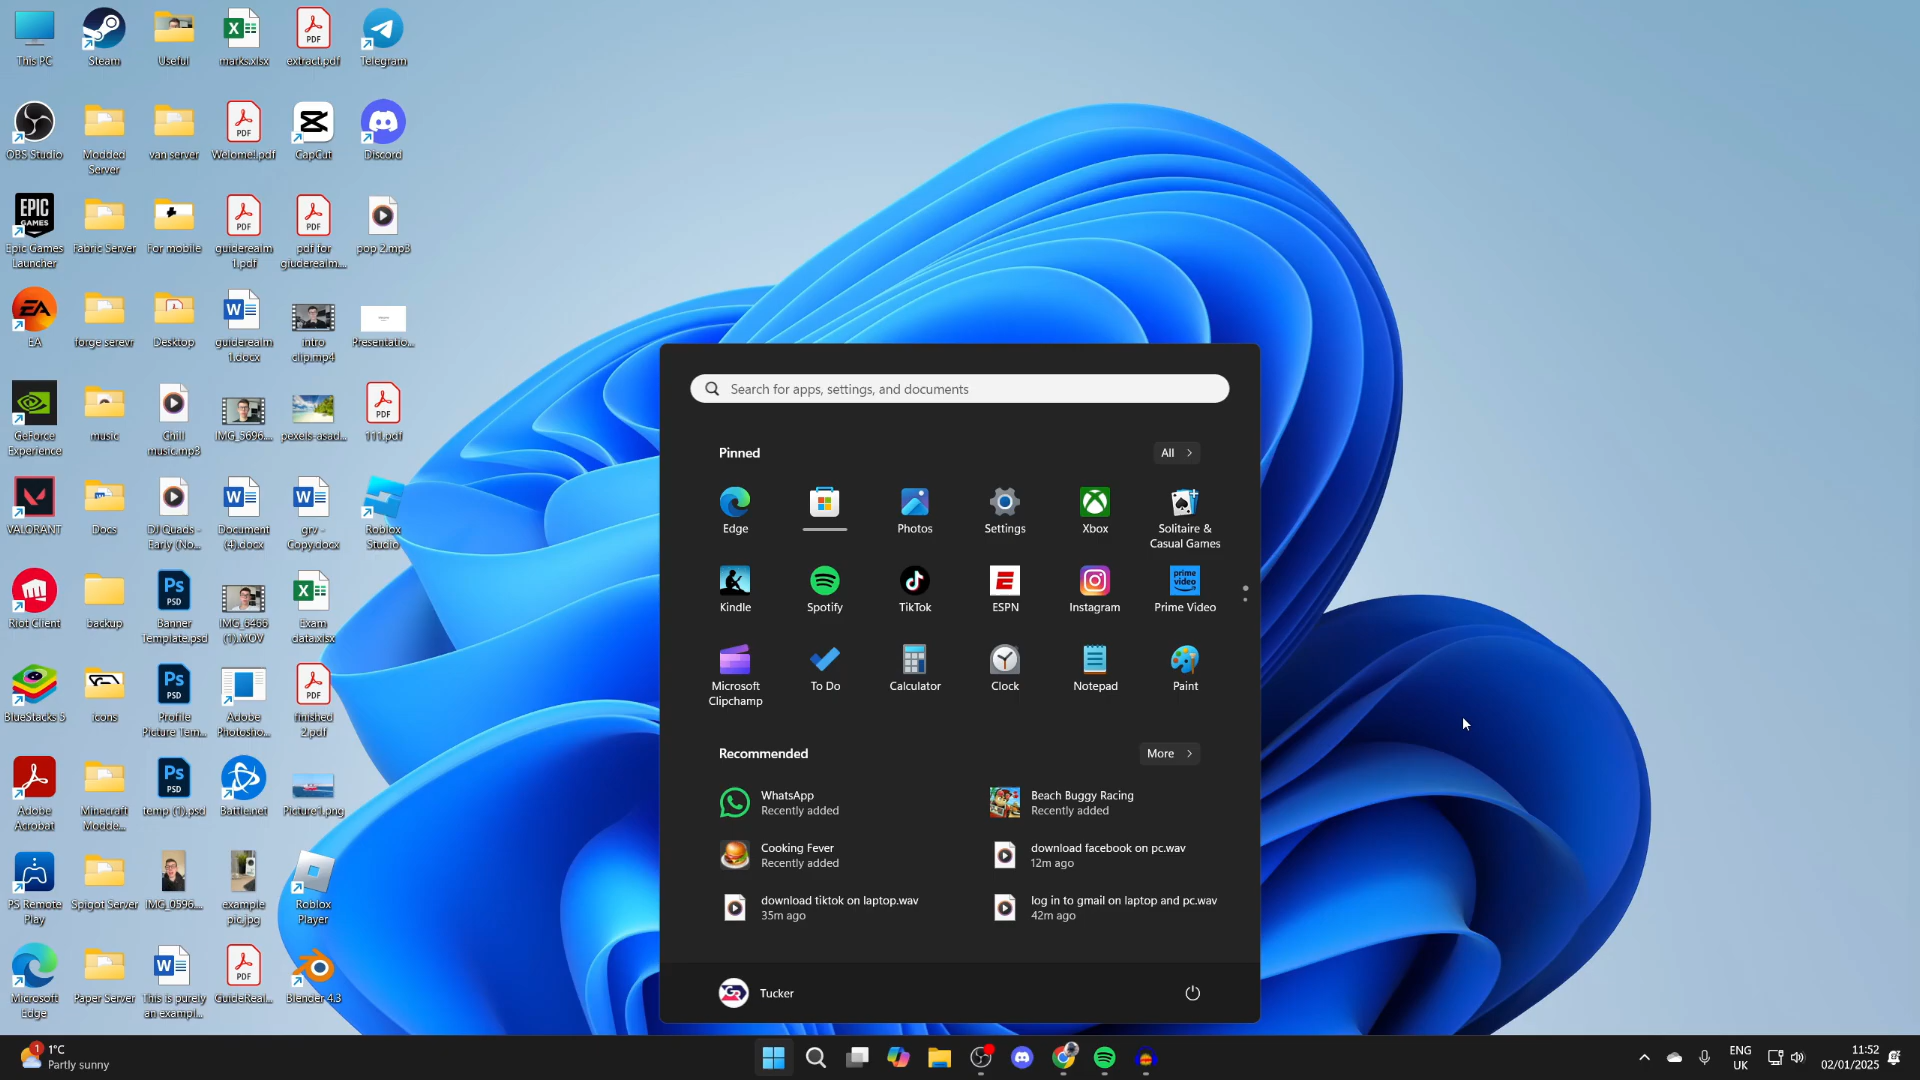 This PC
Steam
Useful
marks.xlsx
extract.pdf
Telegram
OBS Studio
Modded
Server
van server
Welome!.pdf
CapCut
Discord
EPIC
GAMES
Epic Games
Launcher
Fabric Server
For mobile
guiderealm
1.pdf
pdf for
giuderealm...
pop 2.mp3
EA
forge serevr
Desktop
guiderealm
1.docx
intro
clip.mp4
Presentatio...
GeForce
Experience
music
Chill
music.mp3
IMG_5696....
pexels-asad...
111.pdf
VALORANT
Docs
DJ Quads -
Early (No...
Document
(4).docx
grv -
Copy.docx
Roblox
Studio
Riot Client
backup
Banner
Template.psd
IMG_6466
(1).MOV
Exam
data.xlsx
BlueStacks 5
icons
Profile
Picture Tem...
Adobe
Photosho...
finished
2.pdf
Adobe
Acrobat
Minecraft
Modde...
temp (1).psd
Battle.net
Picture1.png
PS Remote
Play
Spigot Server
IMG_0596....
example
pic.jpg
Roblox
Player
Microsoft
Edge
Paper Server
This is purely
an exampl...
GuideReal...
Blender 4.3
Search for apps, settings, and documents
Pinned
All
Edge
Photos
Settings
Xbox
Solitaire &
Casual Games
Kindle
Spotify
TikTok
ESPN
Instagram
prime
video
Prime Video
Microsoft
Clipchamp
To Do
Calculator
Clock
Notepad
Paint
Recommended
More
WhatsApp
Recently added
Beach Buggy Racing
Recently added
Cooking Fever
Recently added
download facebook on pc.wav
12m ago
download tiktok on laptop.wav
35m ago
log in to gmail on laptop and pc.wav
42m ago
Tucker
1
1°C
Partly sunny
ENG
UK
11:52
02/01/2025